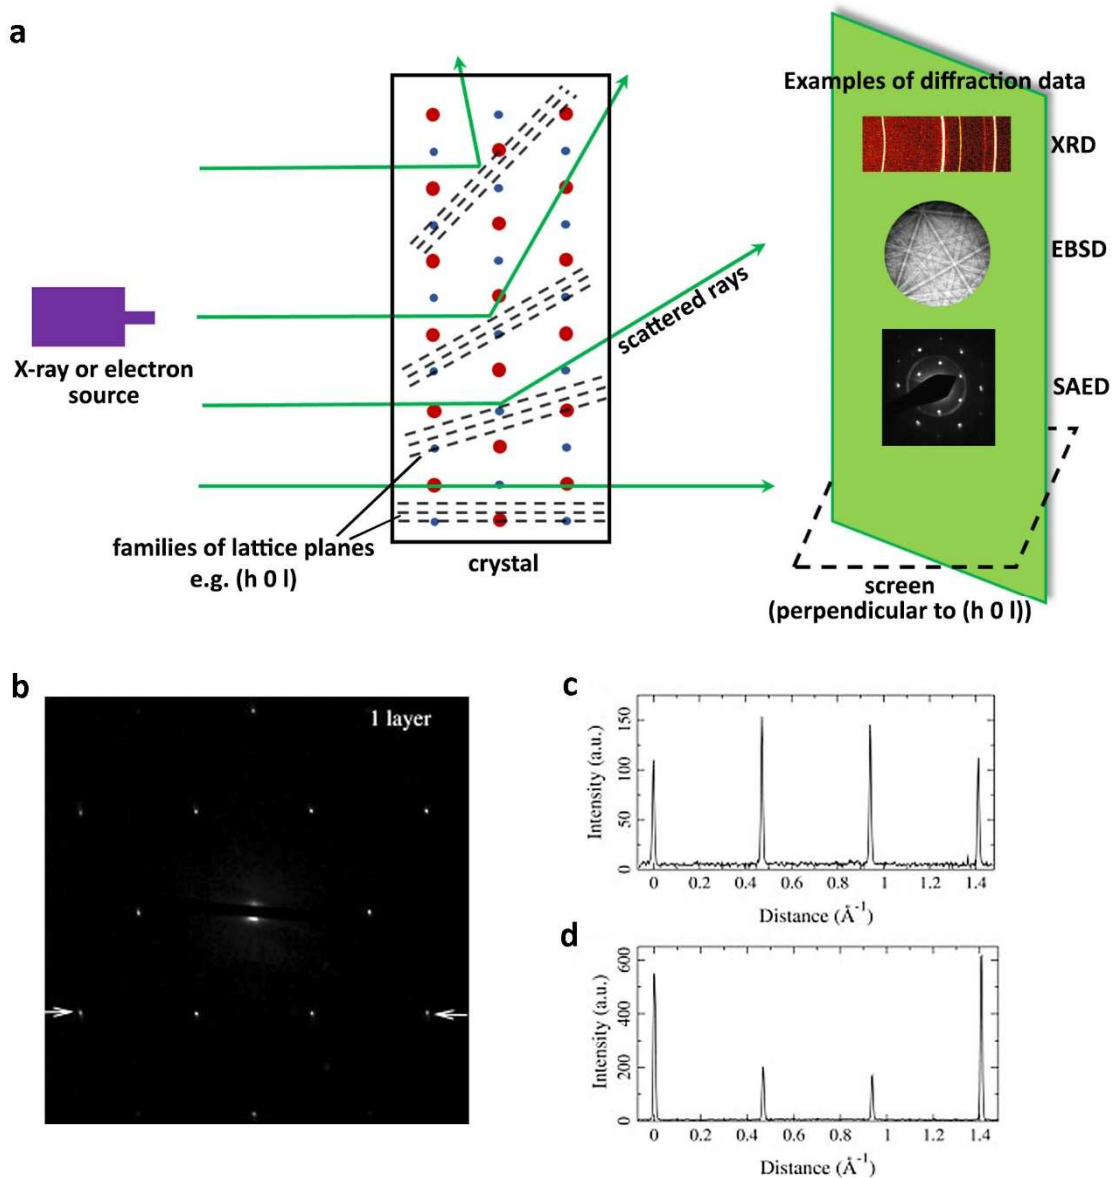 a
Examples of diffraction data
XRD
EBSD
SAED
X-ray or electron
source
scattered rays
families of lattice planes
e.g. (h 0 l)
crystal
screen
(perpendicular to (h 0 l))
b
1 layer
c
Intensity (a.u.)
150
100
50
0
0 0.2 0.4 0.6 0.8 1 1.2 1.4
Distance (Å⁻¹)
d
Intensity (a.u.)
600
400
200
0
0 0.2 0.4 0.6 0.8 1 1.2 1.4
Distance (Å⁻¹)